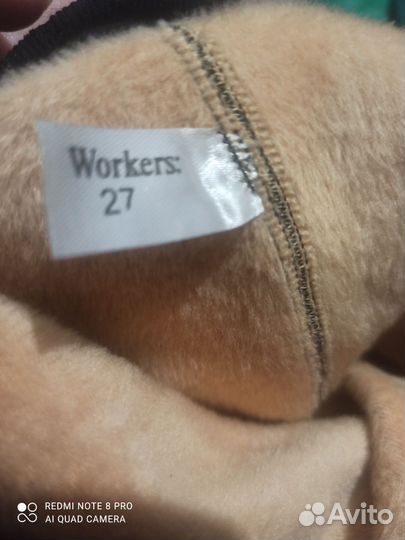 Workers:
27
REDMI NOTE 8 PRO
AI QUAD CAMERA
Avito